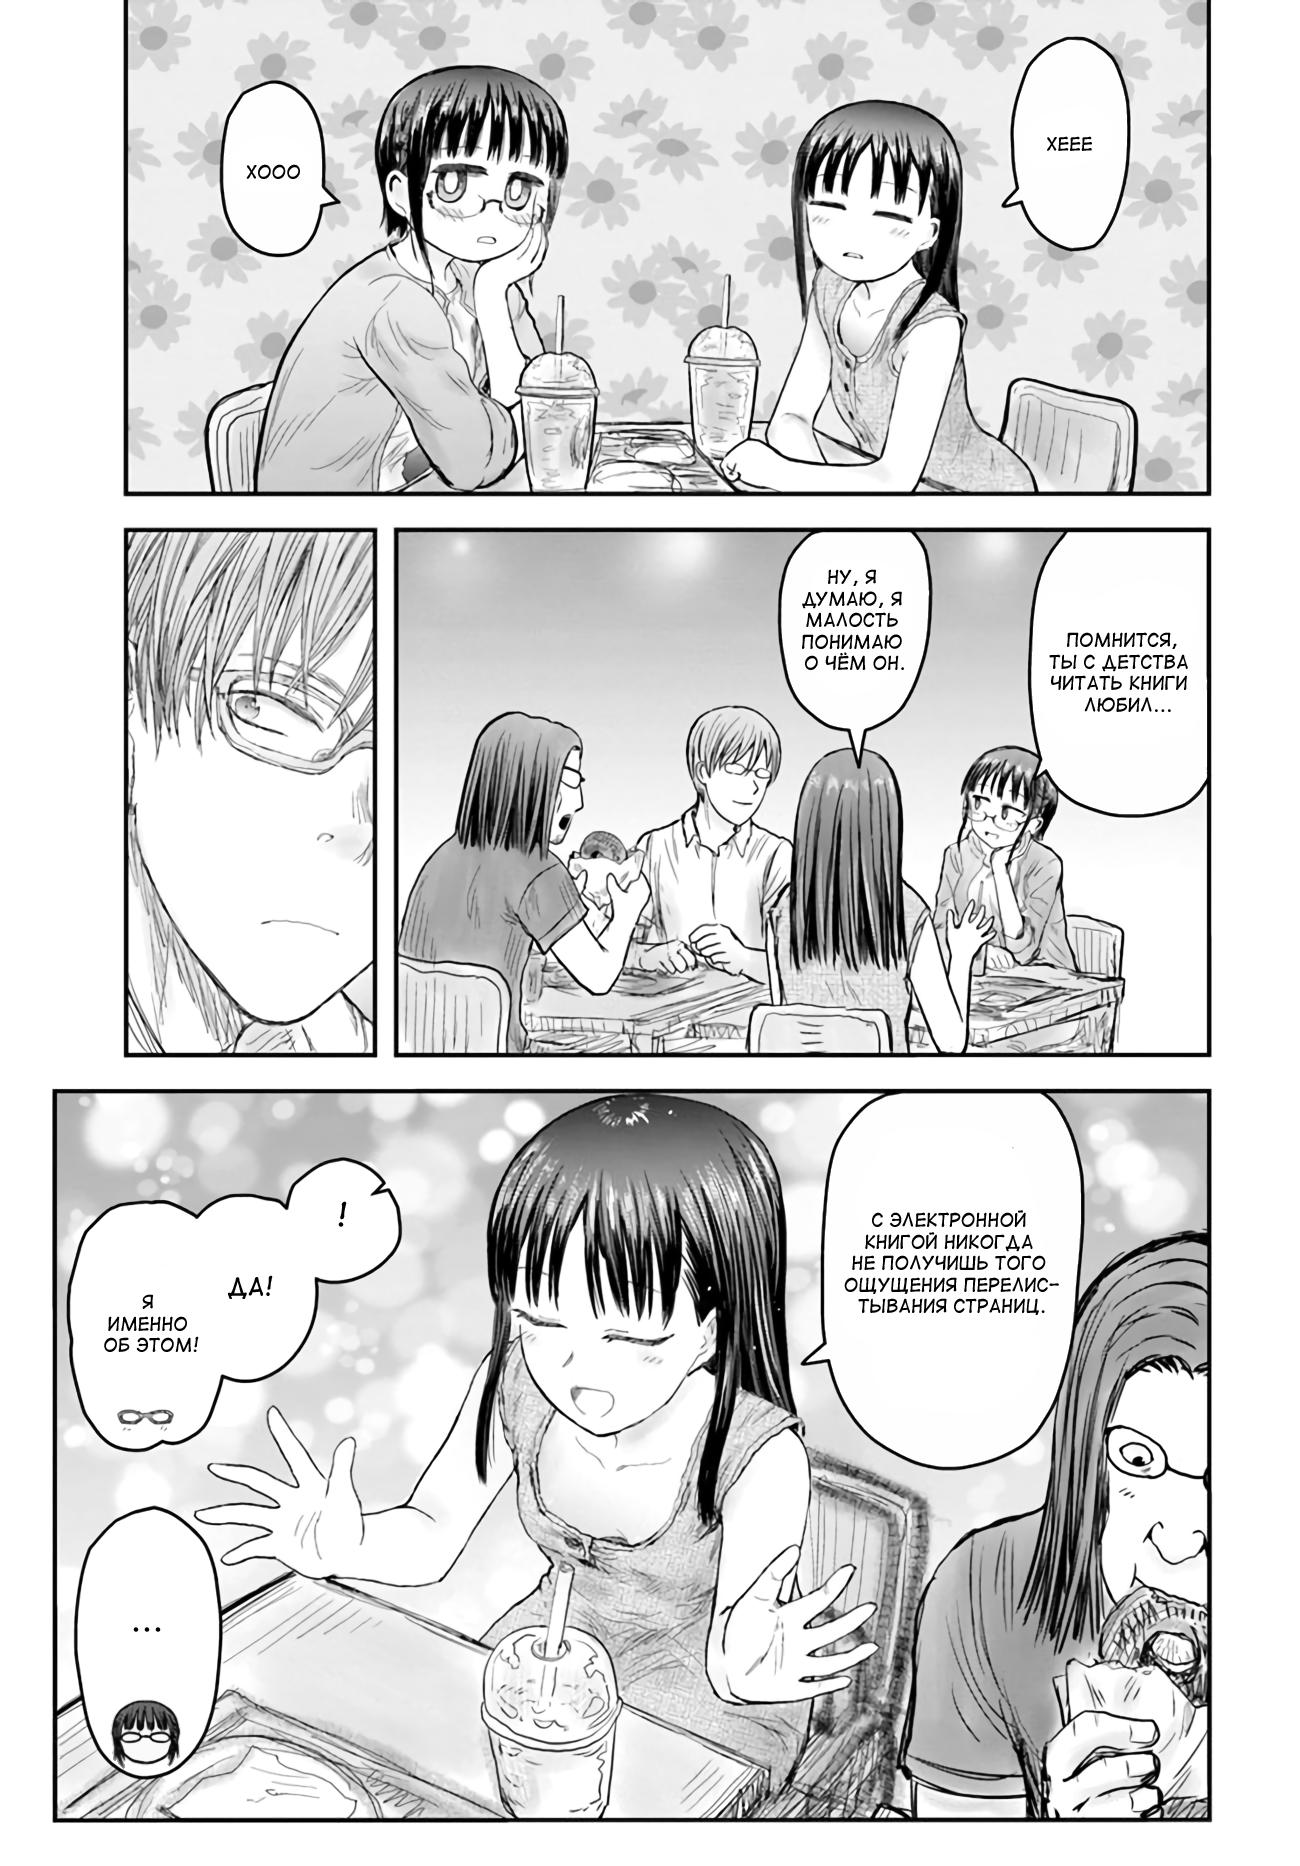 ХЕЕЕ
ХООО
ПОМНИТСЯ,
ТЫ С ДЕТСТВА
ЧИТАТЬ КНИГИ
ЛЮБИЛ...
НУ, Я
ДУМАЮ, Я
МАЛОСТЬ
ПОНИМАЮ
О ЧЁМ ОН.
С ЭЛЕКТРОННОЙ
КНИГОЙ НИКОГДА
НЕ ПОЛУЧИШЬ ТОГО
ОЩУЩЕНИЯ ПЕРЕЛИС-
ТЫВАНИЯ СТРАНИЦ.
!
ДА!
Я
ИМЕННО
ОБ ЭТОМ!
...